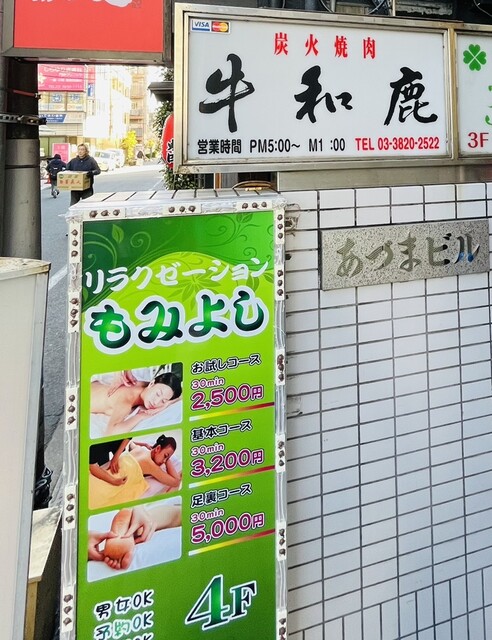 VISA
MasterCard
炭火焼肉
牛和鹿
営業時間 PM5:00～ M1:00 TEL 03-3820-2522
3F
あづまビル
リラクゼーション
もみよし
お試しコース
30min
2,500円
基本コース
30min
3,200円
足裏コース
30min
5,000円
男女OK
予約OK
4F